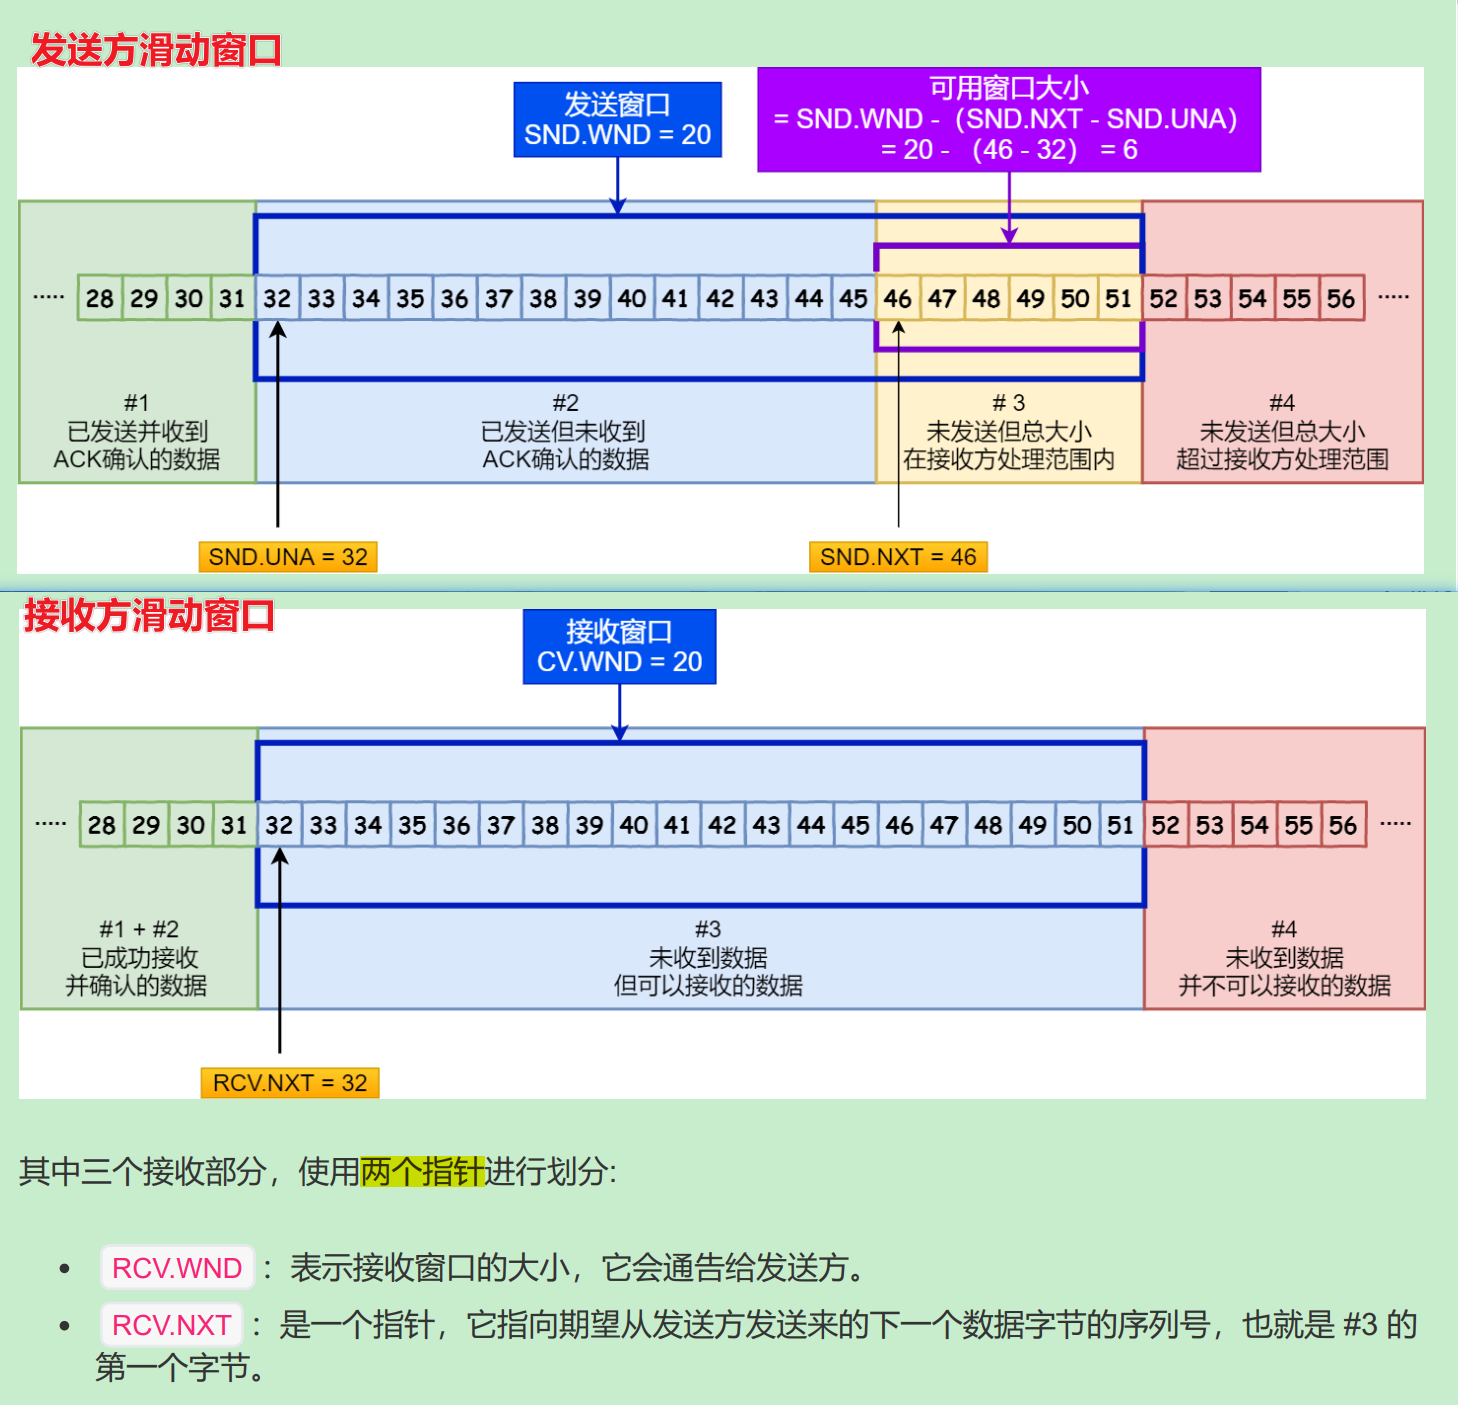 发送方滑动窗口
发送窗口
SND.WND = 20
可用窗口大小
= SND.WND -（SND.NXT - SND.UNA）
= 20 - （46 - 32） = 6
..... 28 29 30 31 32 33 34 35 36 37 38 39 40 41 42 43 44 45 46 47 48 49 50 51 52 53 54 55 56 .....
#1
已发送并收到
ACK确认的数据
#2
已发送但未收到
ACK确认的数据
# 3
未发送但总大小
在接收方处理范围内
#4
未发送但总大小
超过接收方处理范围
SND.UNA = 32
SND.NXT = 46
接收方滑动窗口
接收窗口
CV.WND = 20
..... 28 29 30 31 32 33 34 35 36 37 38 39 40 41 42 43 44 45 46 47 48 49 50 51 52 53 54 55 56 .....
#1 + #2
已成功接收
并确认的数据
#3
未收到数据
但可以接收的数据
#4
未收到数据
并不可以接收的数据
RCV.NXT = 32
其中三个接收部分，使用两个指针进行划分:
• RCV.WND ：表示接收窗口的大小，它会通告给发送方。
• RCV.NXT ：是一个指针，它指向期望从发送方发送来的下一个数据字节的序列号，也就是 #3 的
第一个字节。